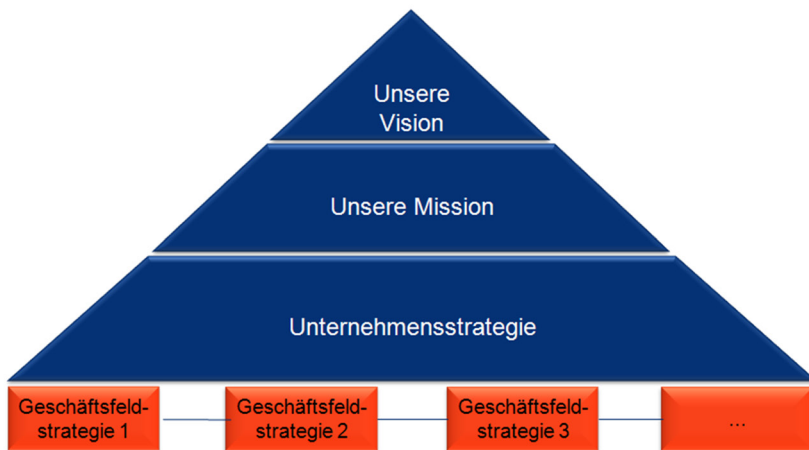 Unsere
Vision
Unsere Mission
Unternehmensstrategie
Geschäftsfeld-
strategie 1
Geschäftsfeld-
strategie 2
Geschäftsfeld-
strategie 3
...